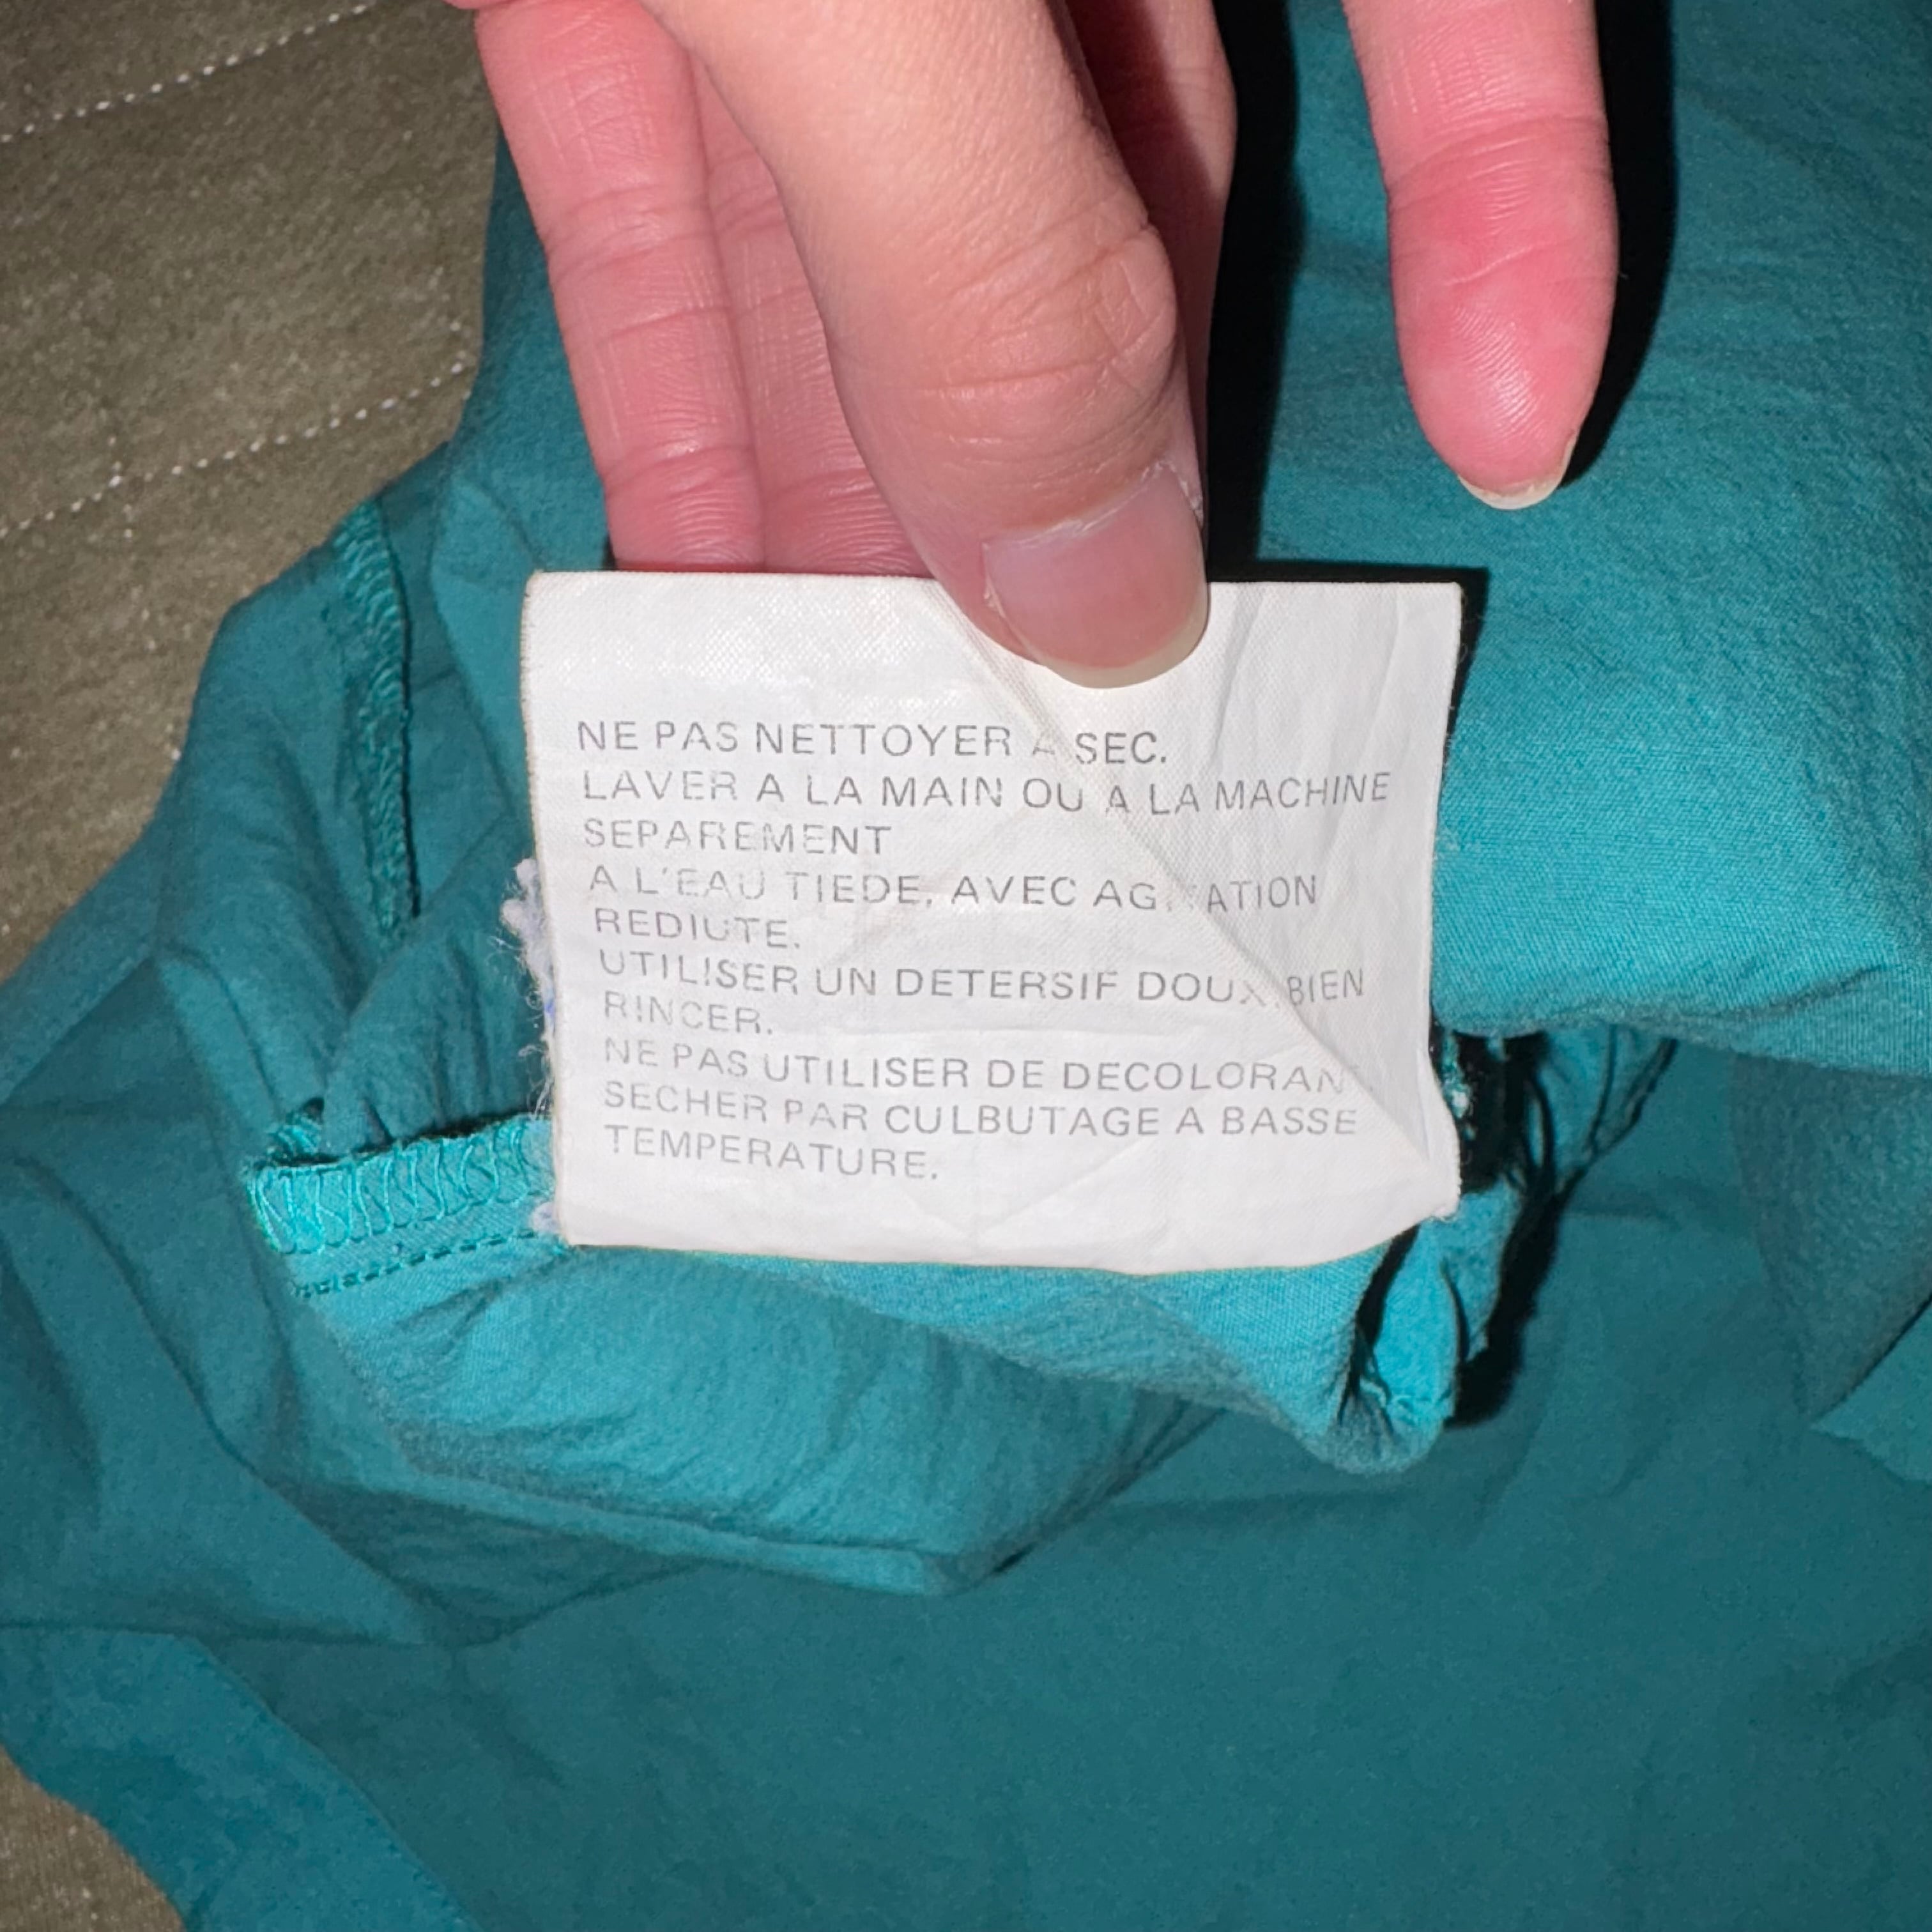 NE PAS NETTOYER A SEC.
LAVER A LA MAIN OU A LA MACHINE
SEPAREMENT
A L'EAU TIEDE, AVEC AGITATION
REDIUTE.
UTILISER UN DETERSIF DOUX, BIEN
RINCER.
NE PAS UTILISER DE DECOLORANT.
SECHER PAR CULBUTAGE A BASSE
TEMPERATURE.